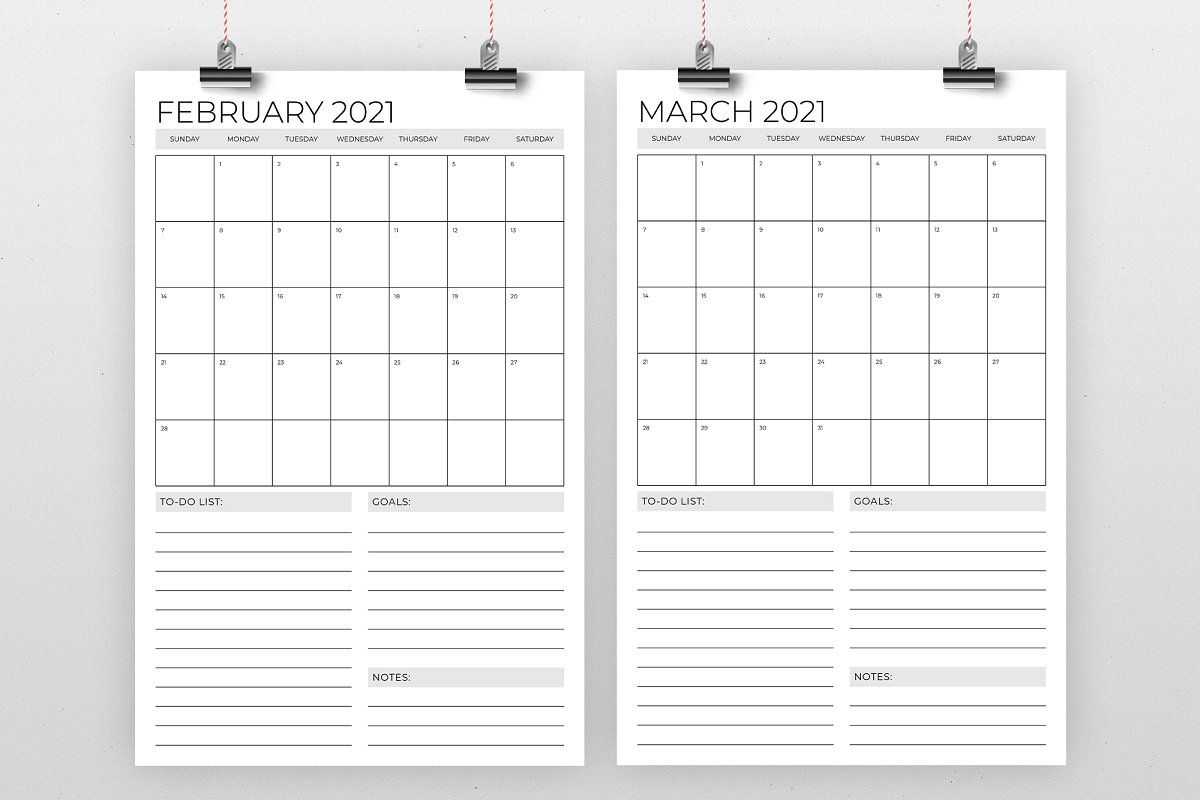 FEBRUARY 2021
SUNDAY MONDAY TUESDAY WEDNESDAY THURSDAY FRIDAY SATURDAY
1 2 3 4 5 6
7 8 9 10 11 12 13
14 15 16 17 18 19 20
21 22 23 24 25 26 27
28
TO-DO LIST: GOALS:
NOTES:
MARCH 2021
SUNDAY MONDAY TUESDAY WEDNESDAY THURSDAY FRIDAY SATURDAY
1 2 3 4 5 6
7 8 9 10 11 12 13
14 15 16 17 18 19 20
21 22 23 24 25 26 27
28 29 30 31
TO-DO LIST: GOALS:
NOTES: